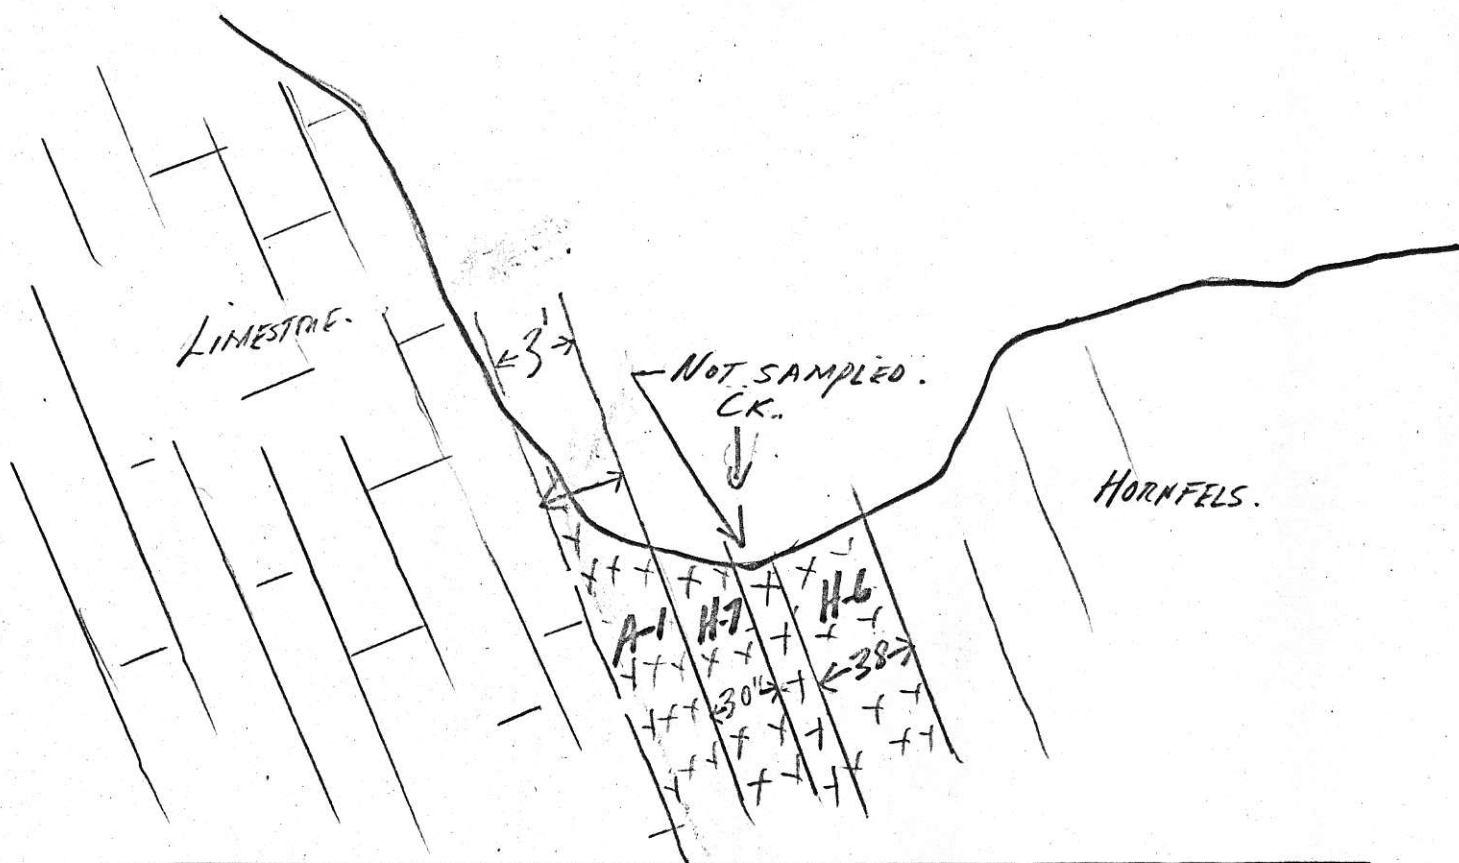 LIMESTONE.
3'
NOT SAMPLED.
CK.
HORNFELS.
A-1
H-7
H-6
30"
38